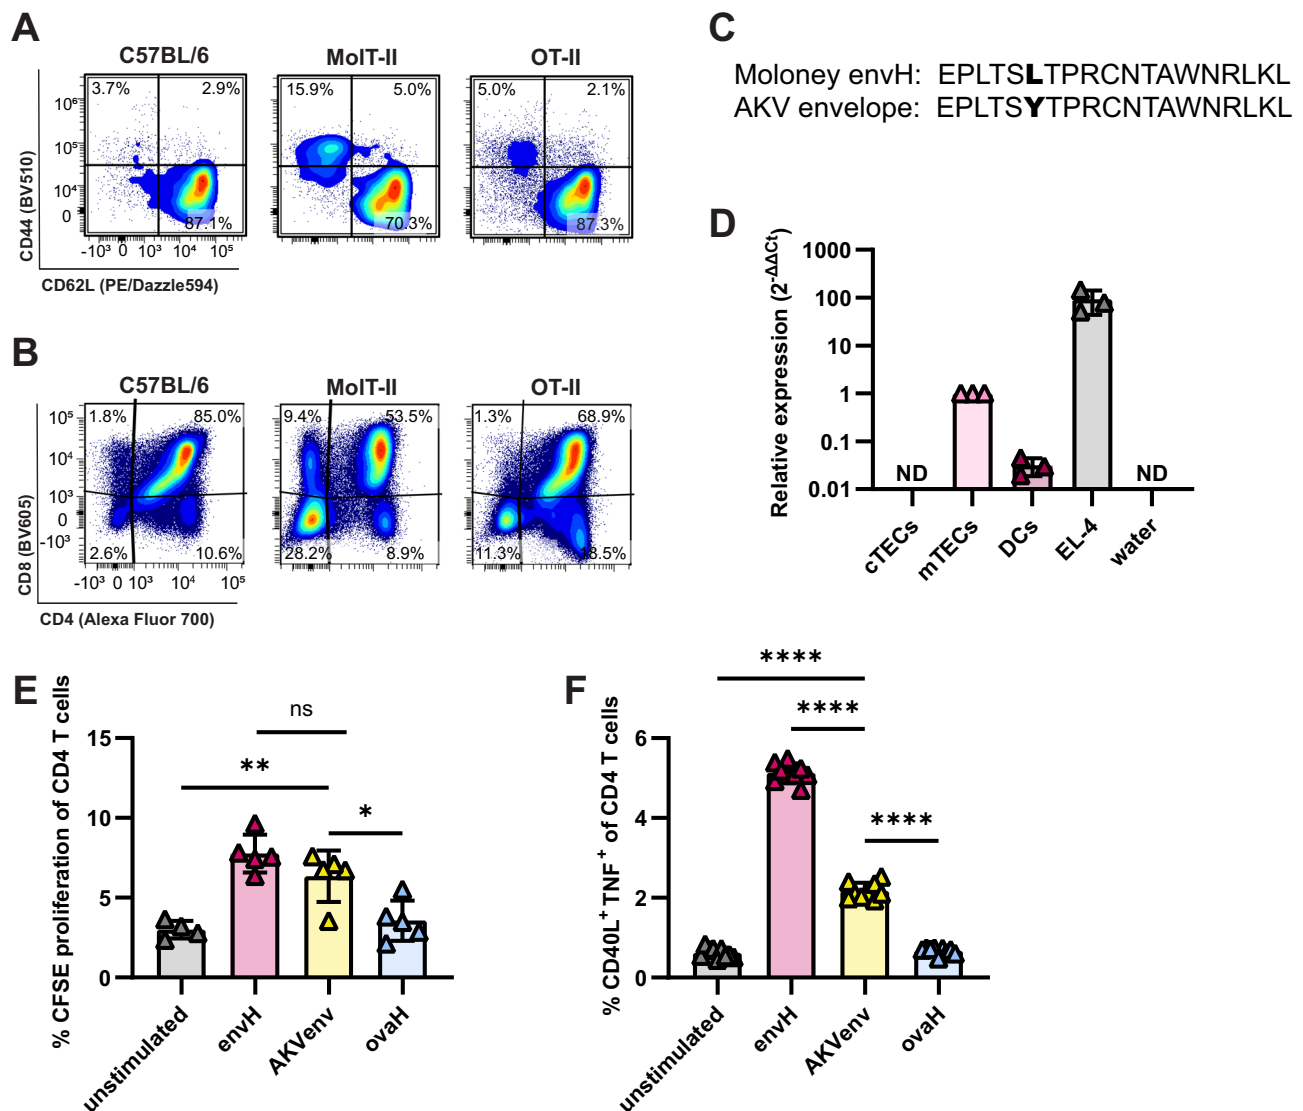 A
C57BL/6
MolT-II
OT-II
CD44 (BV510)
10⁶
10⁵
10⁴
0
3.7%
2.9%
87.1%
15.9%
5.0%
70.3%
5.0%
2.1%
87.3%
-10³ 0 10³ 10⁴ 10⁵
CD62L (PE/Dazzle594)
B
C57BL/6
MolT-II
OT-II
CD8 (BV605)
10⁵
10⁴
10³
0
-10³
1.8%
85.0%
2.6%
10.6%
9.4%
53.5%
28.2%
8.9%
1.3%
68.9%
11.3%
18.5%
-10³ 0 10³ 10⁴ 10⁵
CD4 (Alexa Fluor 700)
C
Moloney envH: EPLTSLTPRCNTAWNRLKL
AKV envelope: EPLTSYTPRCNTAWNRLKL
D
Relative expression (2^-ΔΔCt)
1000
100
10
1
0.1
0.01
ND
ND
cTECs
mTECs
DCs
EL-4
water
E
% CFSE proliferation of CD4 T cells
15
10
5
0
ns
**
*
unstimulated
envH
AKVenv
ovaH
F
% CD40L⁺ TNF⁺ of CD4 T cells
6
4
2
0
****
****
****
unstimulated
envH
AKVenv
ovaH